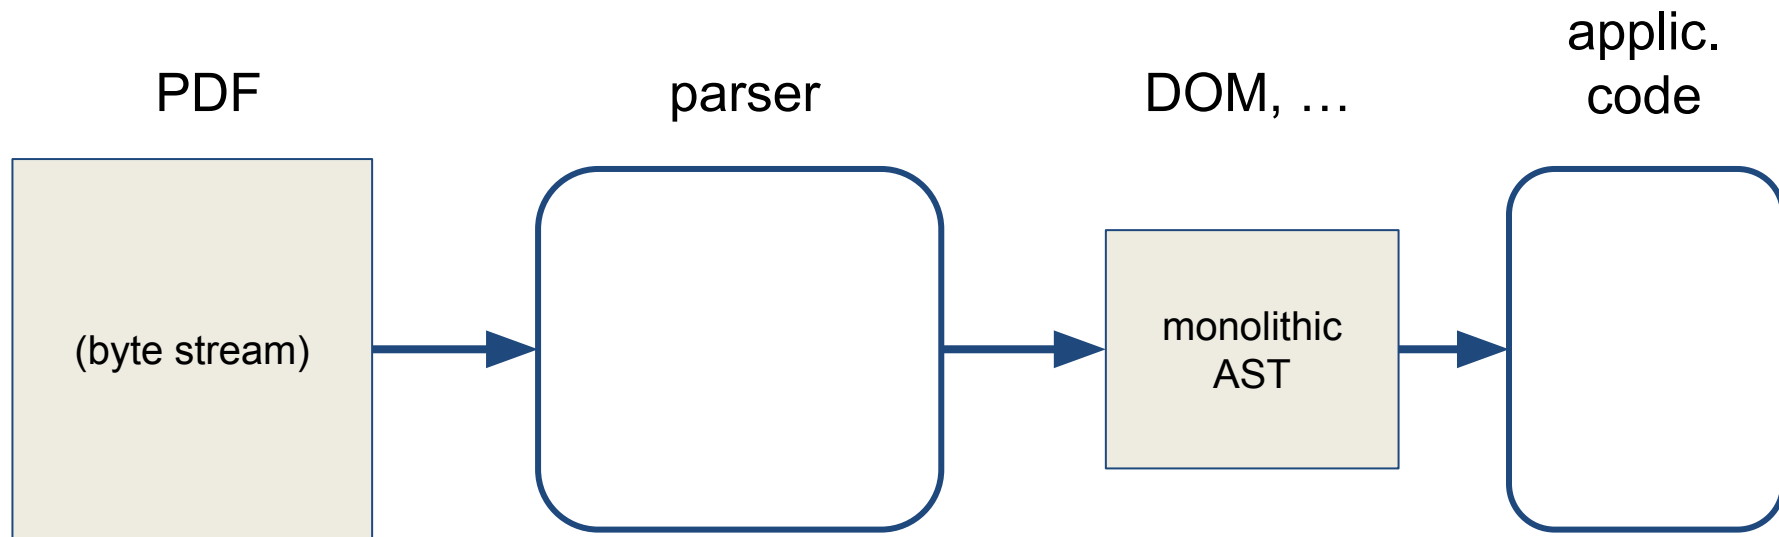 PDF
parser
DOM, …
applic.
code
(byte stream)
monolithic
AST